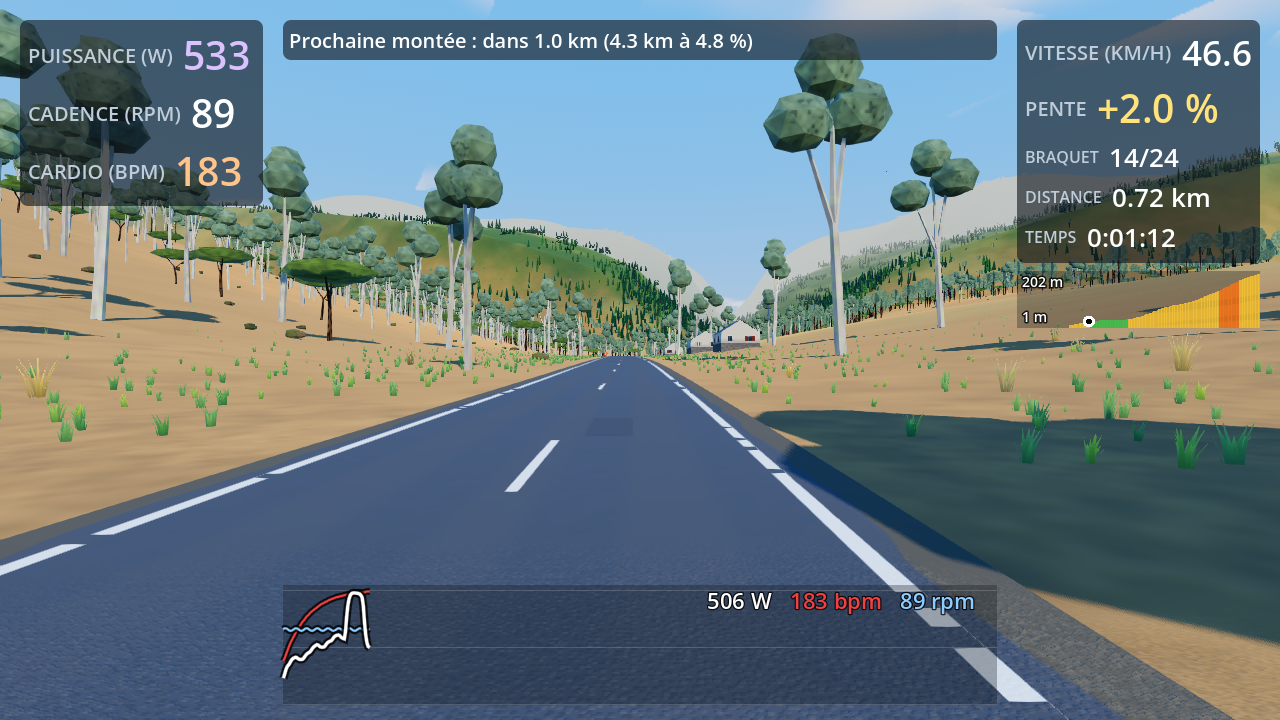 PUISSANCE (W) 533
CADENCE (RPM) 89
CARDIO (BPM) 183
Prochaine montée : dans 1.0 km (4.3 km à 4.8 %)
VITESSE (KM/H) 46.6
PENTE +2.0 %
BRAQUET 14/24
DISTANCE 0.72 km
TEMPS 0:01:12
202 m
1 m
506 W 183 bpm 89 rpm